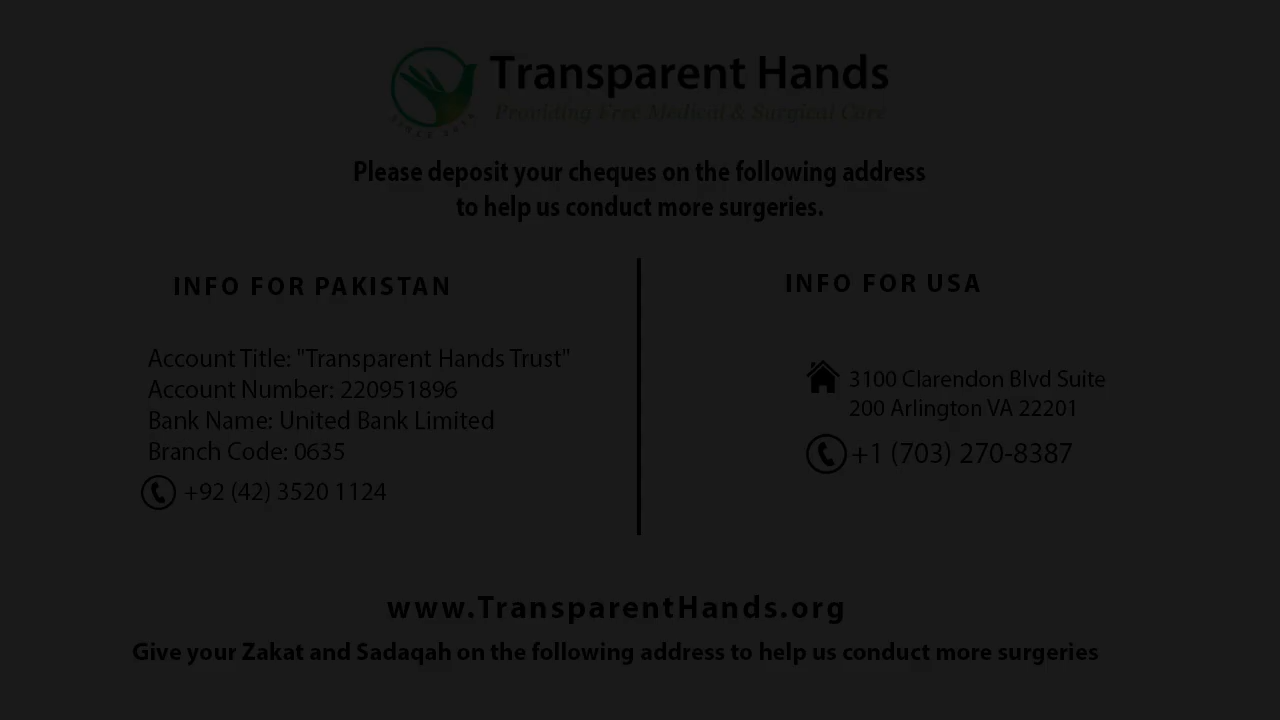 Transparent Hands
Providing Free Medical & Surgical Care
Please deposit your cheques on the following address
to help us conduct more surgeries.
INFO FOR PAKISTAN
Account Title: "Transparent Hands Trust"
Account Number: 220951896
Bank Name: United Bank Limited
Branch Code: 0635
+92 (42) 3520 1124
INFO FOR USA
3100 Clarendon Blvd Suite
200 Arlington VA 22201
+1 (703) 270-8387
www.TransparentHands.org
Give your Zakat and Sadaqah on the following address to help us conduct more surgeries